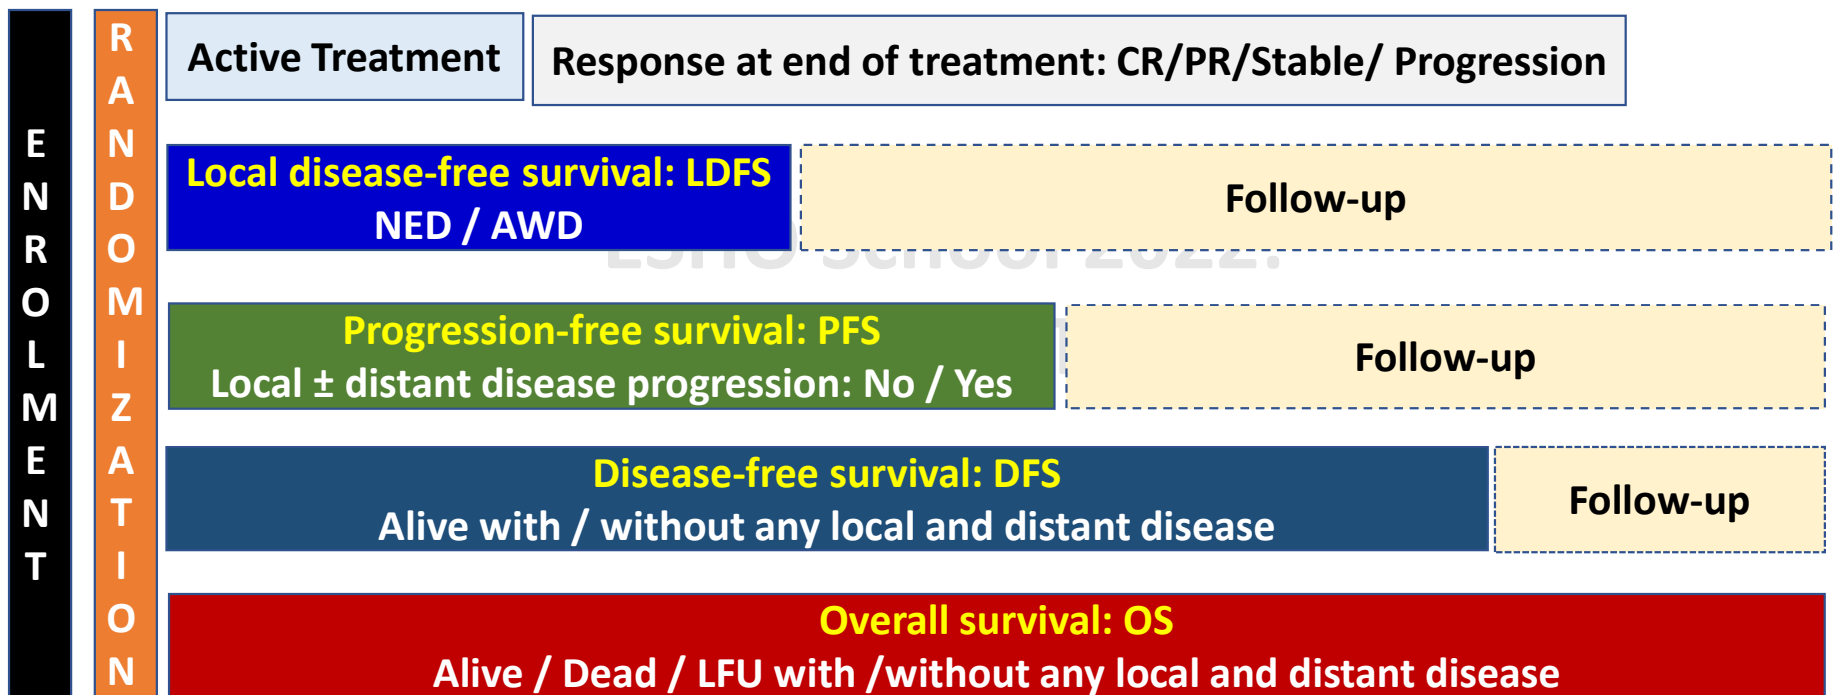 ENROLMENT
RANDOMIZATION
Active Treatment
Response at end of treatment: CR/PR/Stable/ Progression
Local disease-free survival: LDFS
NED / AWD
Follow-up
ESHO School 2022:
Progression-free survival: PFS
Local ± distant disease progression: No / Yes
Follow-up
Disease-free survival: DFS
Alive with / without any local and distant disease
Follow-up
Overall survival: OS
Alive / Dead / LFU with /without any local and distant disease